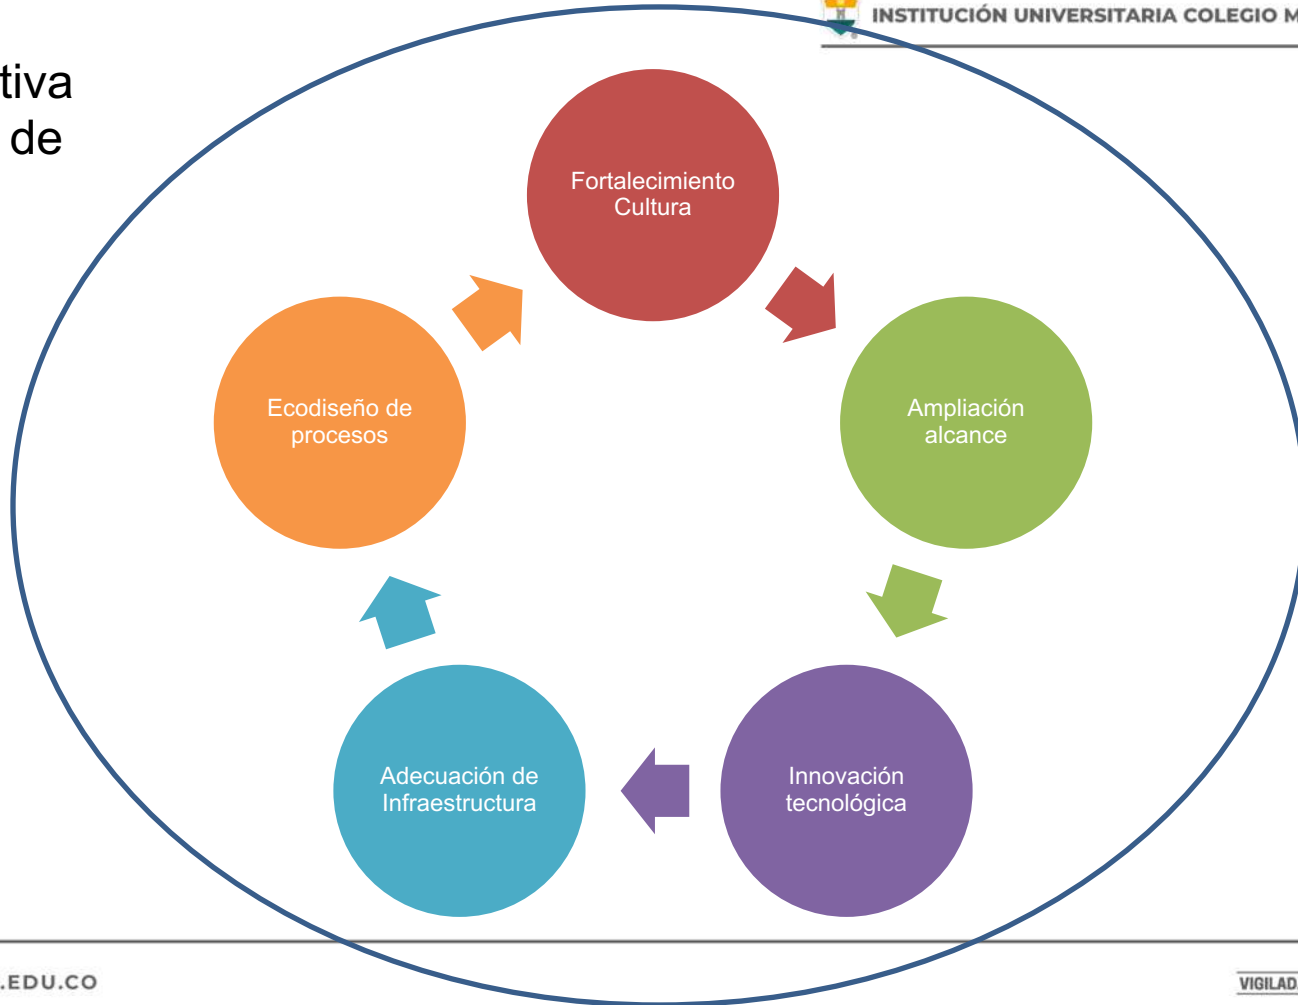 INSTITUCIÓN UNIVERSITARIA COLEGIO M
tiva
de
Fortalecimiento
Cultura
Ampliación
alcance
Innovación
tecnológica
Adecuación de
Infraestructura
Ecodiseño de
procesos
.EDU.CO
VIGILADA